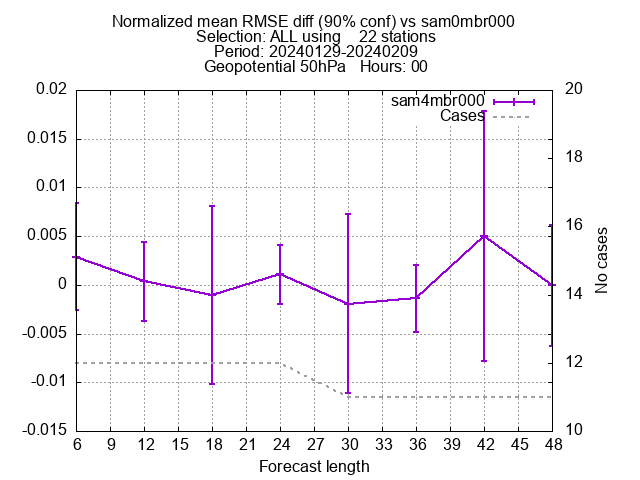 Normalized mean RMSE diff (90% conf) vs sam0mbr000
Selection: ALL using    22 stations
Period: 20240129-20240209
Geopotential 50hPa   Hours: 00
sam4mbr000
Cases
0.02
0.015
0.01
0.005
0
-0.005
-0.01
-0.015
20
18
16
14
12
10
No cases
6 9 12 15 18 21 24 27 30 33 36 39 42 45 48
Forecast length